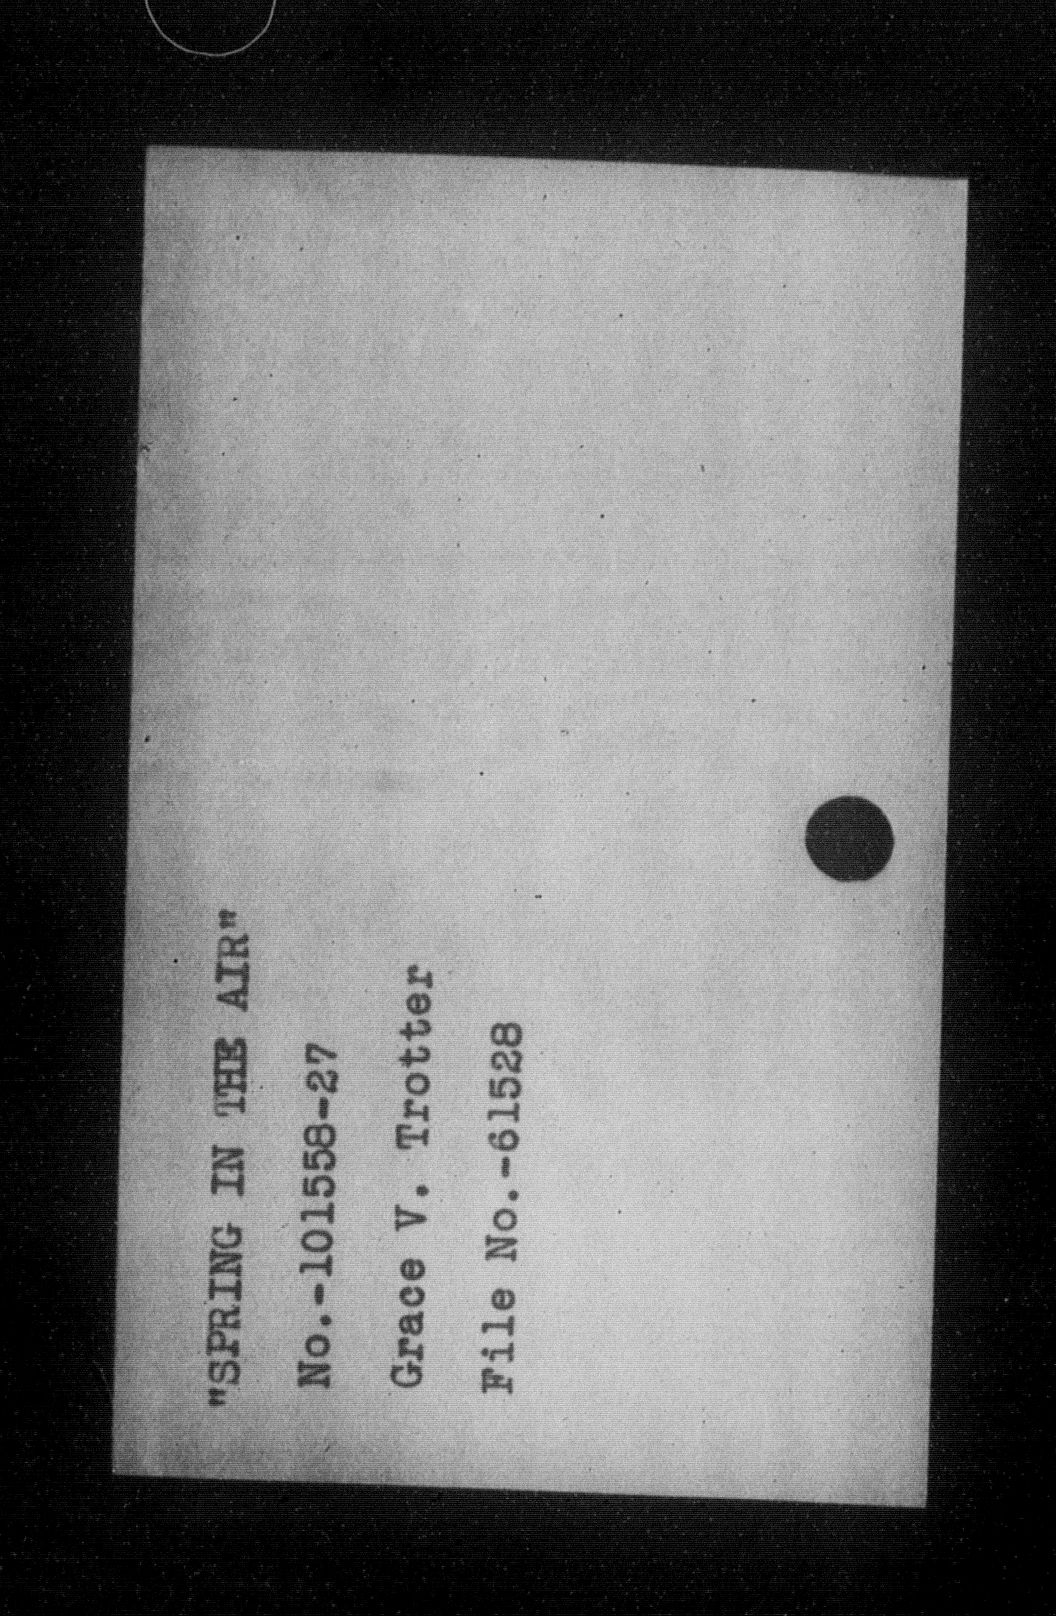 "SPRING IN THE AIR"
No.-101558-27
Grace V. Trotter
File No.-61528